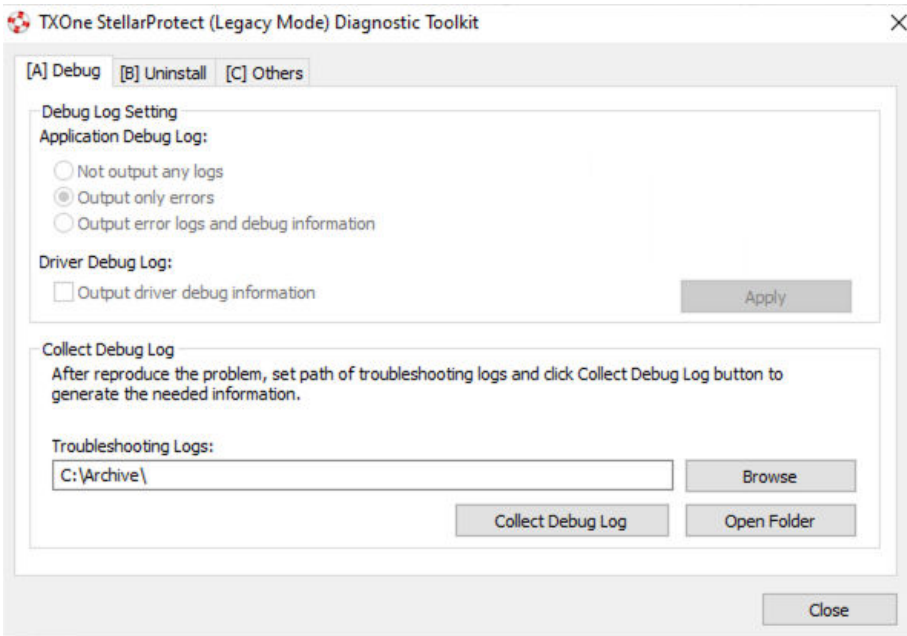 TXOne StellarProtect (Legacy Mode) Diagnostic Toolkit
[A] Debug
[B] Uninstall
[C] Others
Debug Log Setting
Application Debug Log:
Not output any logs
Output only errors
Output error logs and debug information
Driver Debug Log:
Output driver debug information
Apply
Collect Debug Log
After reproduce the problem, set path of troubleshooting logs and click Collect Debug Log button to
generate the needed information.
Troubleshooting Logs:
C:\Archive\
Browse
Collect Debug Log
Open Folder
Close